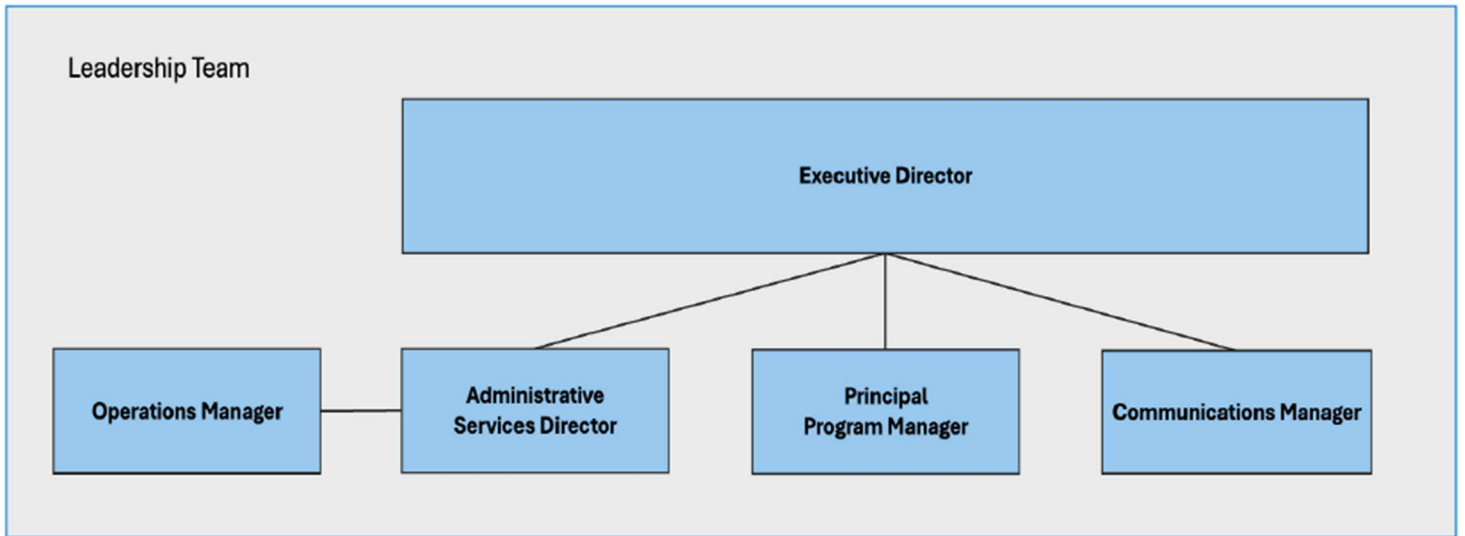 Leadership Team
Executive Director
Operations Manager
Administrative
Services Director
Principal
Program Manager
Communications Manager